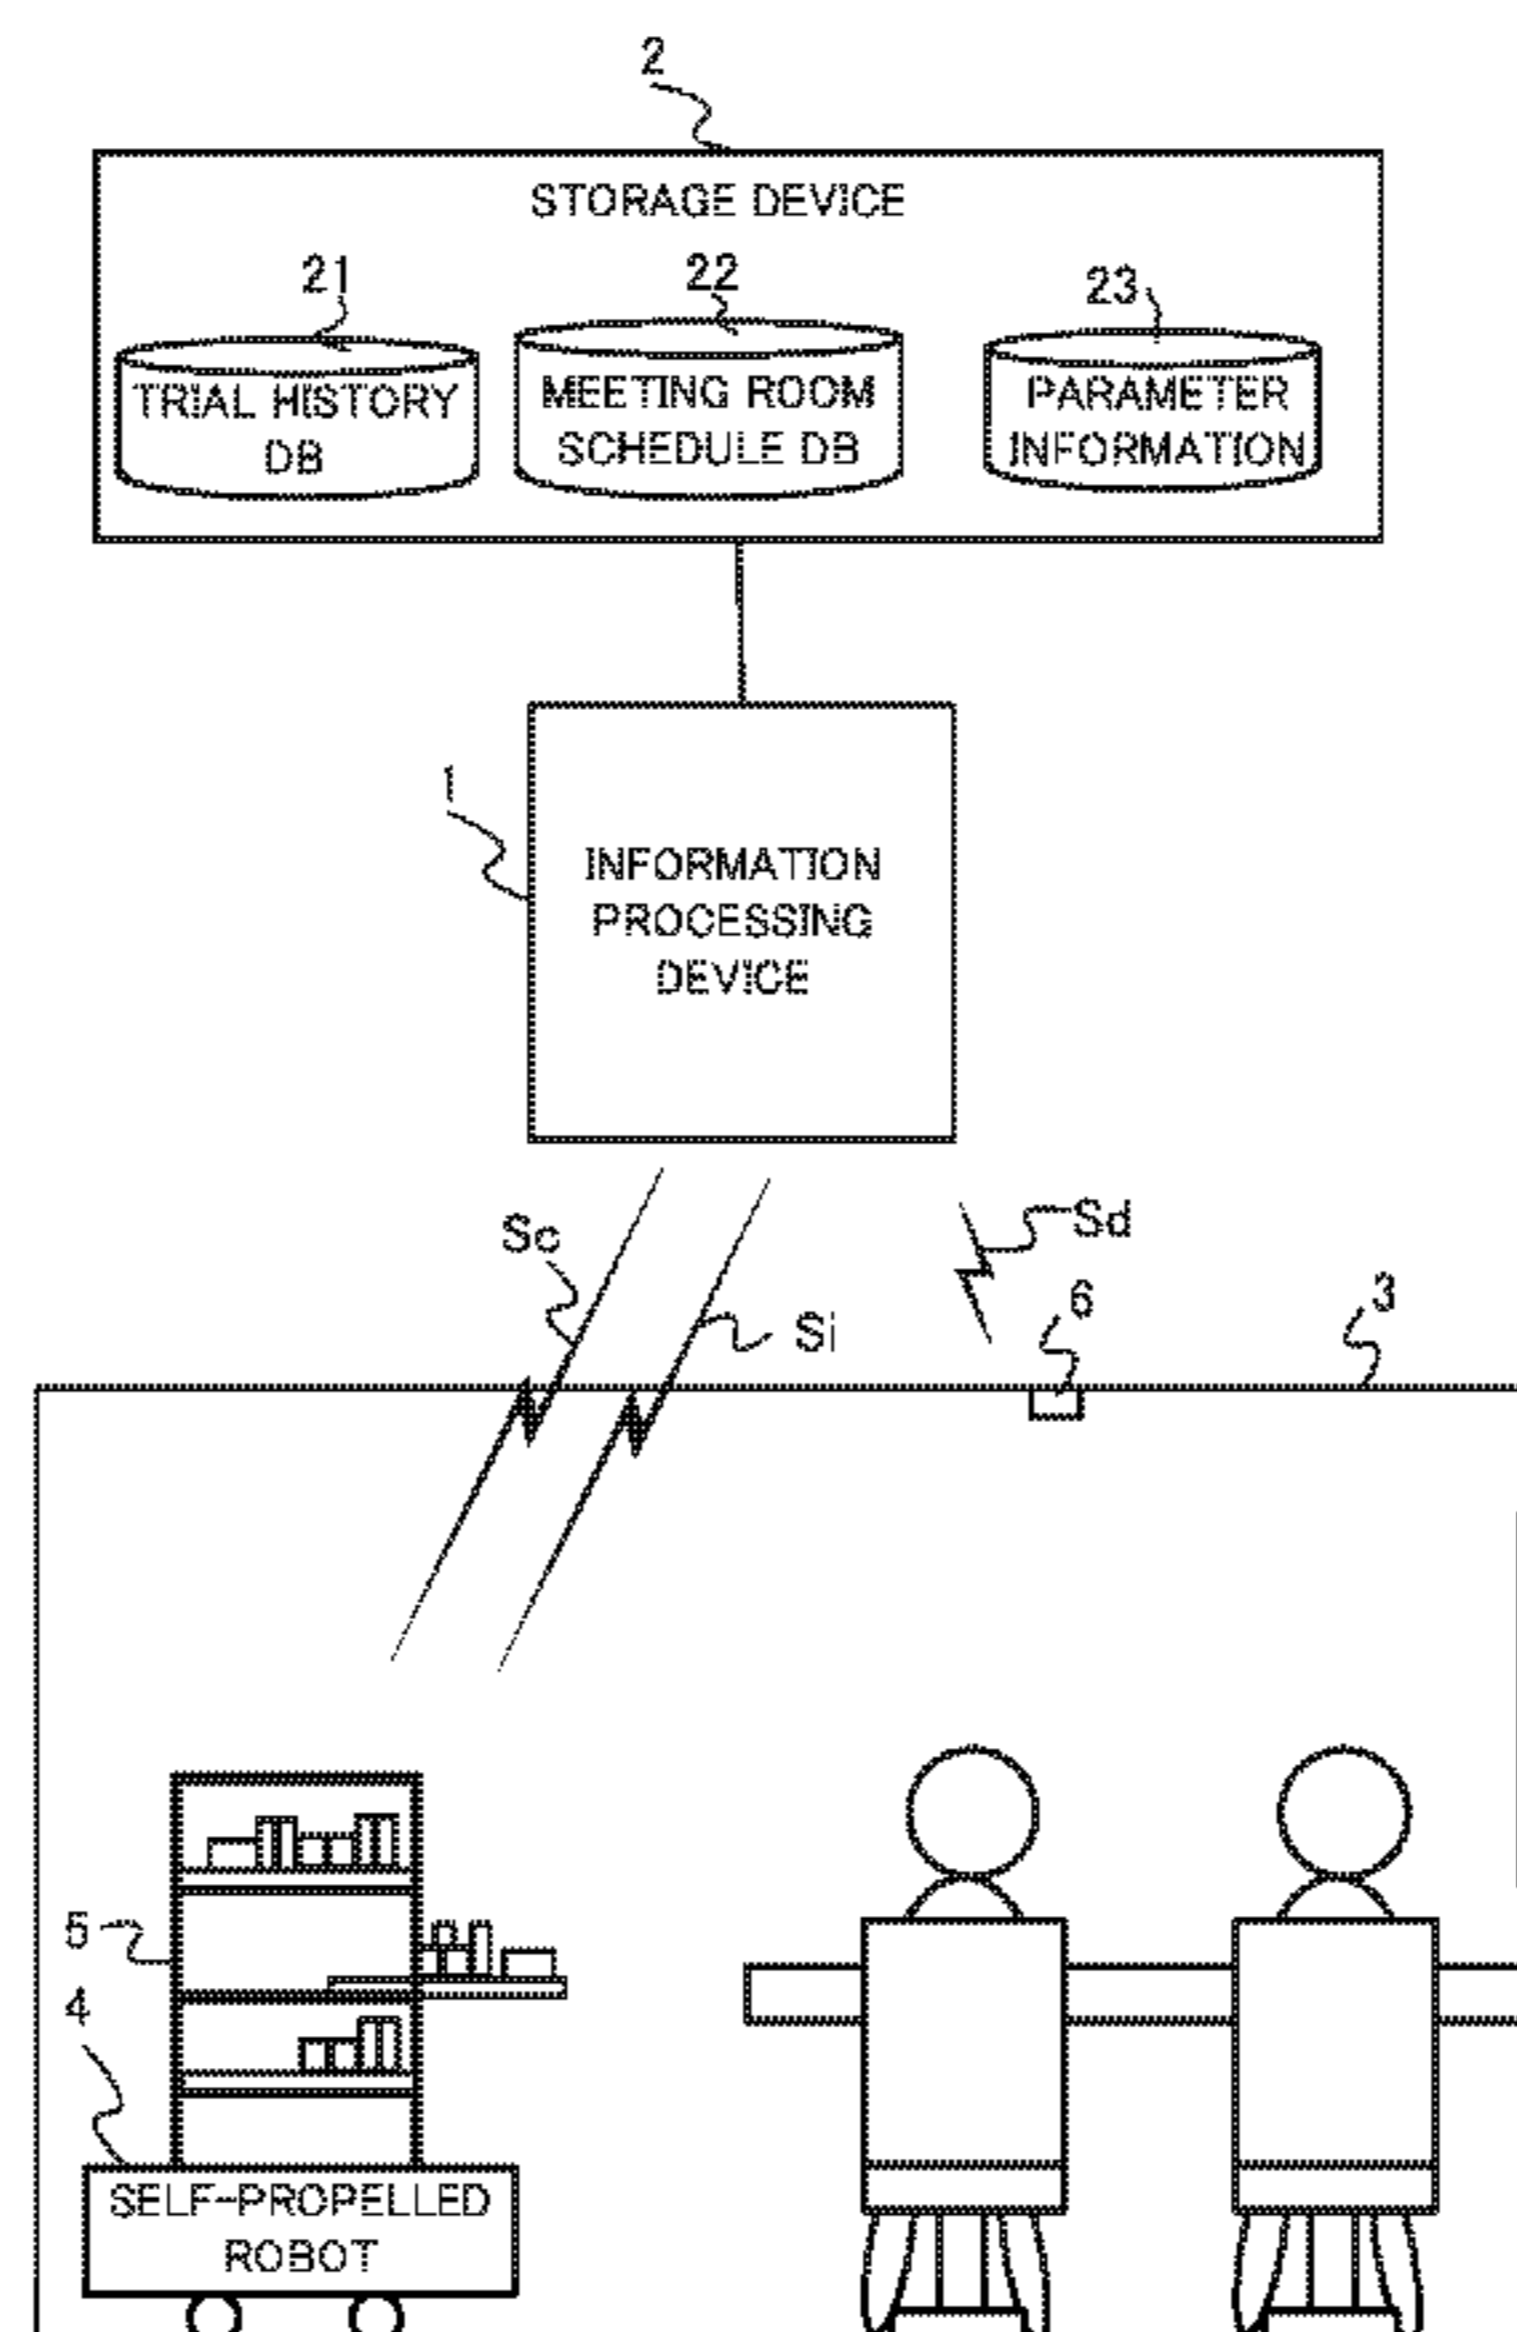 2
STORAGE DEVICE
21
22
23
TRIAL HISTORY
DB
MEETING ROOM
SCHEDULE DB
PARAMETER
INFORMATION
1
INFORMATION
PROCESSING
DEVICE
Sc
Sd
Si
6
3
5
4
SELF-PROPELLED
ROBOT